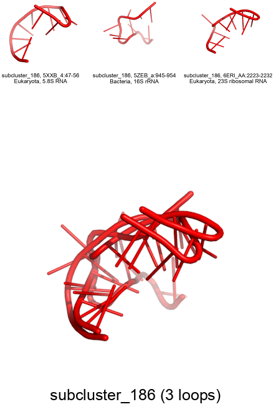 subcluster_186, 5XXB_4:47-56
Eukaryota, 5.8S RNA
subcluster_186, 5ZEB_a:945-954
Bacteria, 16S rRNA
subcluster_186, 6ERI_AA:2223-2232
Eukaryota, 23S ribosomal RNA
subcluster_186 (3 loops)